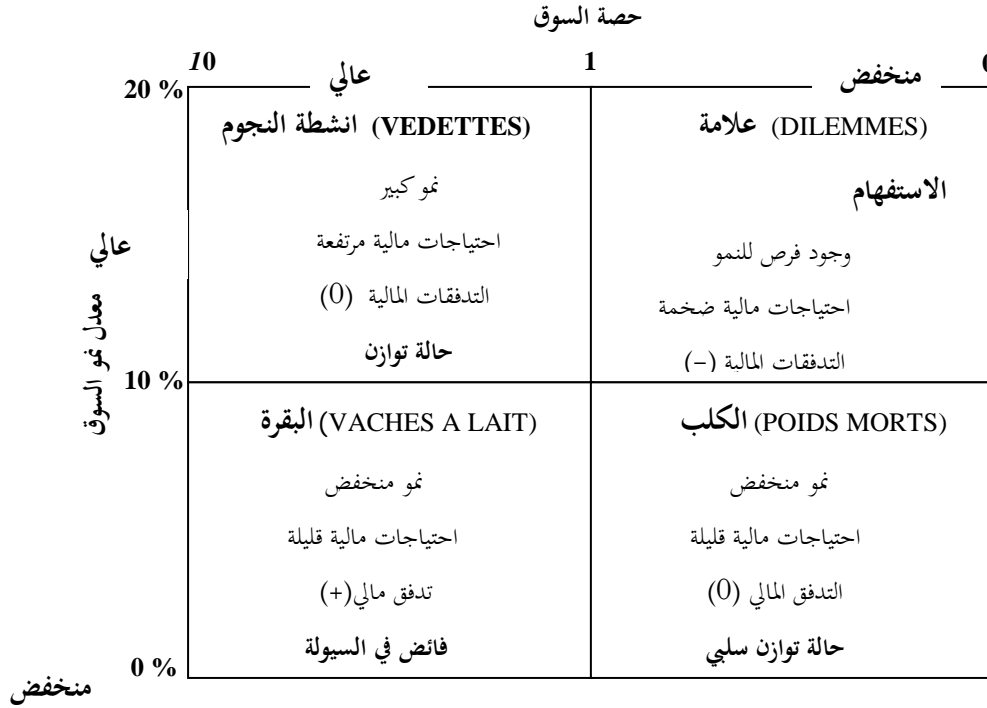 حصة السوق
10 عالي 1 منخفض
20 %
(VEDETTES) انشطة النجوم
نمو كبير
احتياجات مالية مرتفعة
التدفقات المالية (0)
حالة توازن
(DILEMMES) علامة
الاستفهام
وجود فرص للنمو
احتياجات مالية ضخمة
التدفقات المالبة (–)
عالي
معدل نمو السوق
10 %
(VACHES A LAIT) البقرة
نمو منخفض
احتياجات مالية قليلة
تدفق مالي(+)
فائض في السيولة
(POIDS MORTS) الكلب
نمو منخفض
احتياجات مالية قليلة
التدفق المالي (0)
حالة توازن سلبي
0 %
منخفض